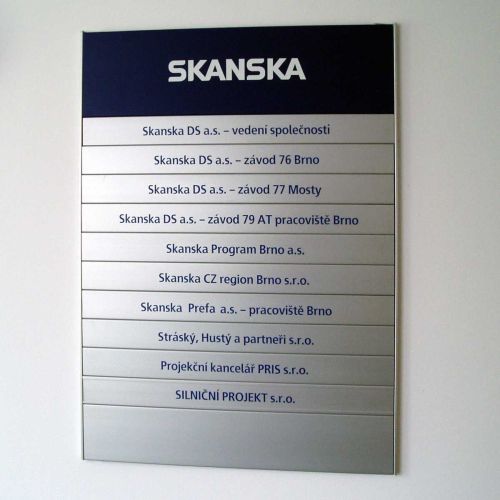 SKANSKA
Skanska DS a.s. – vedení společnosti
Skanska DS a.s. – závod 76 Brno
Skanska DS a.s. – závod 77 Mosty
Skanska DS a.s. – závod 79 AT pracoviště Brno
Skanska Program Brno a.s.
Skanska CZ region Brno s.r.o.
Skanska Prefa a.s. – pracoviště Brno
Stráský, Hustý a partneři s.r.o.
Projekční kancelář PRIS s.r.o.
SILNIČNÍ PROJEKT s.r.o.